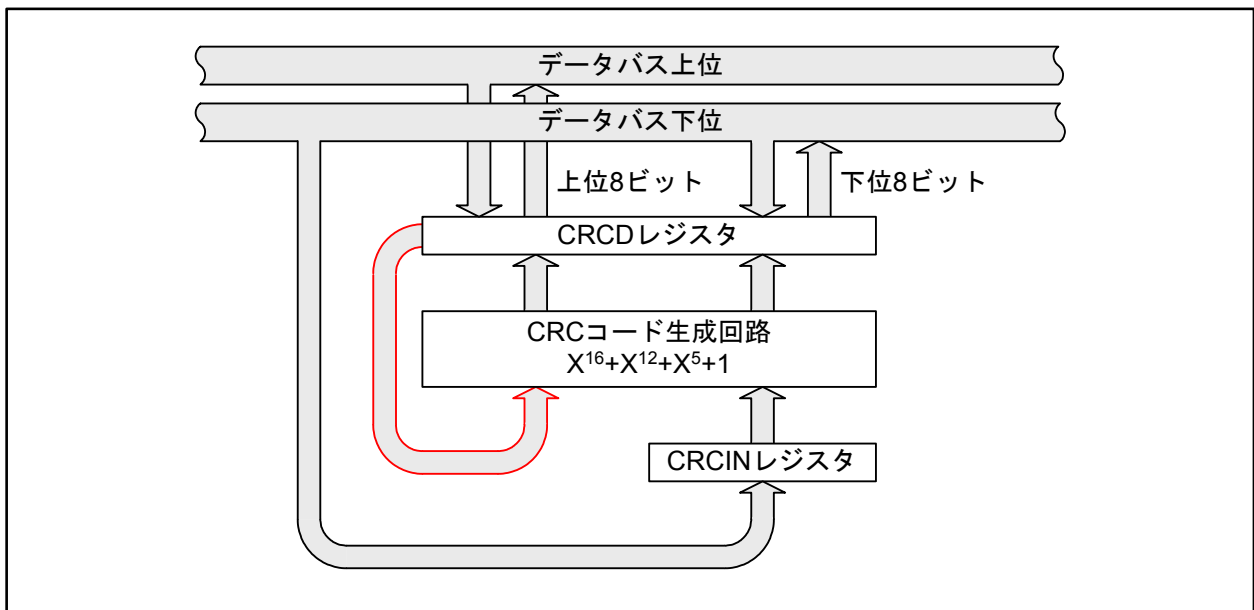 データバス上位
データバス下位
上位8ビット
下位8ビット
CRCDレジスタ
CRCコード生成回路
X¹⁶+X¹²+X⁵+1
CRCINレジスタ